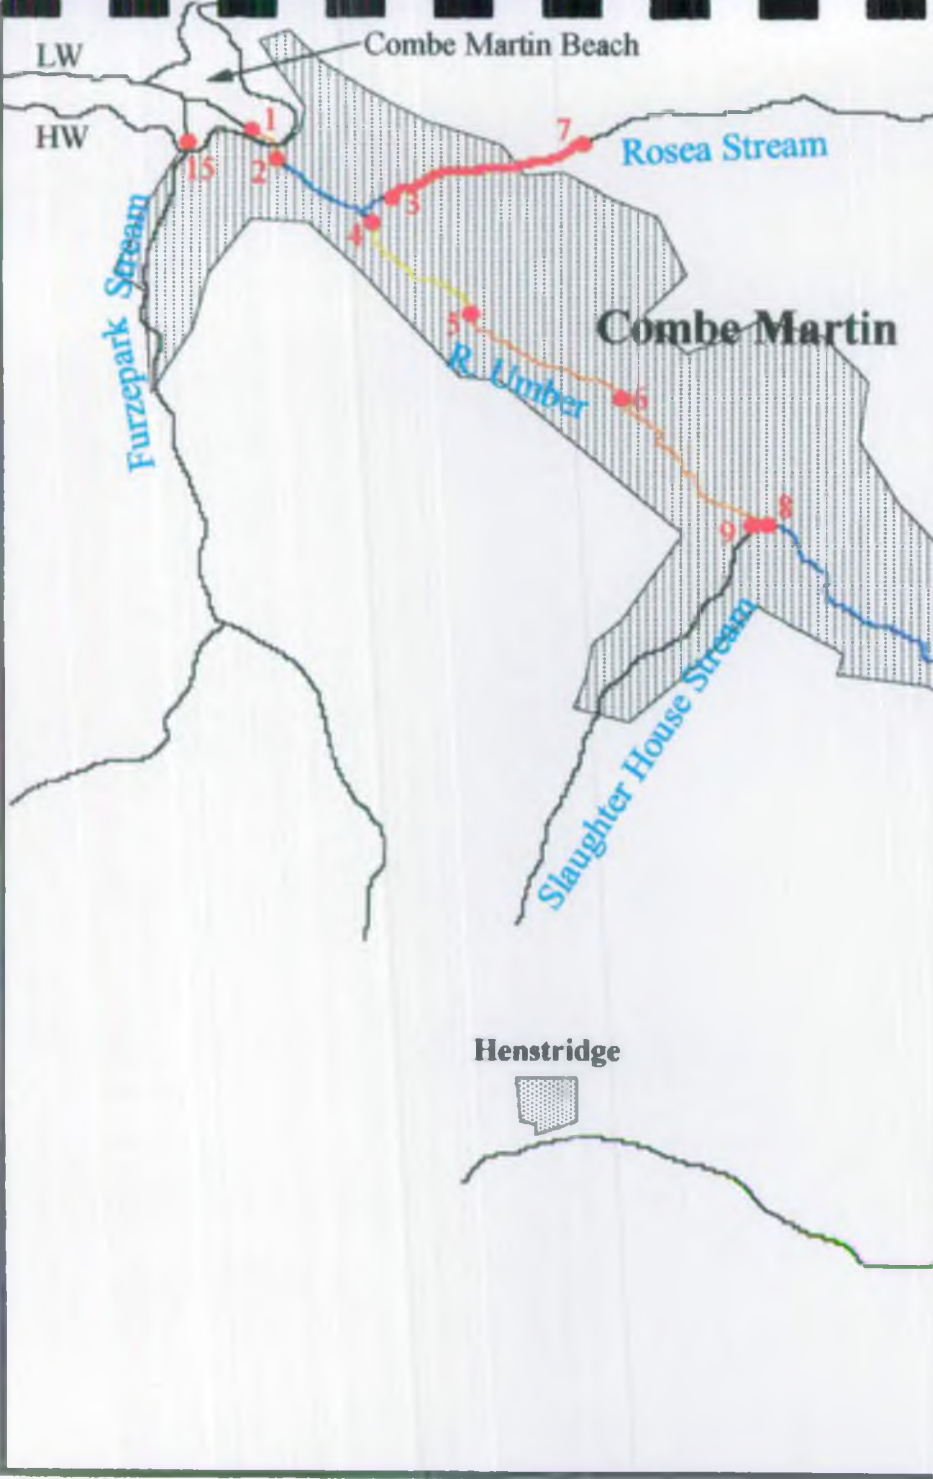 LW
Combe Martin Beach
HW
1
7
Rosea Stream
15
2
3
4
Furzepark Stream
5
Combe Martin
R. Umber
6
8
9
Slaughter House Stream
Henstridge